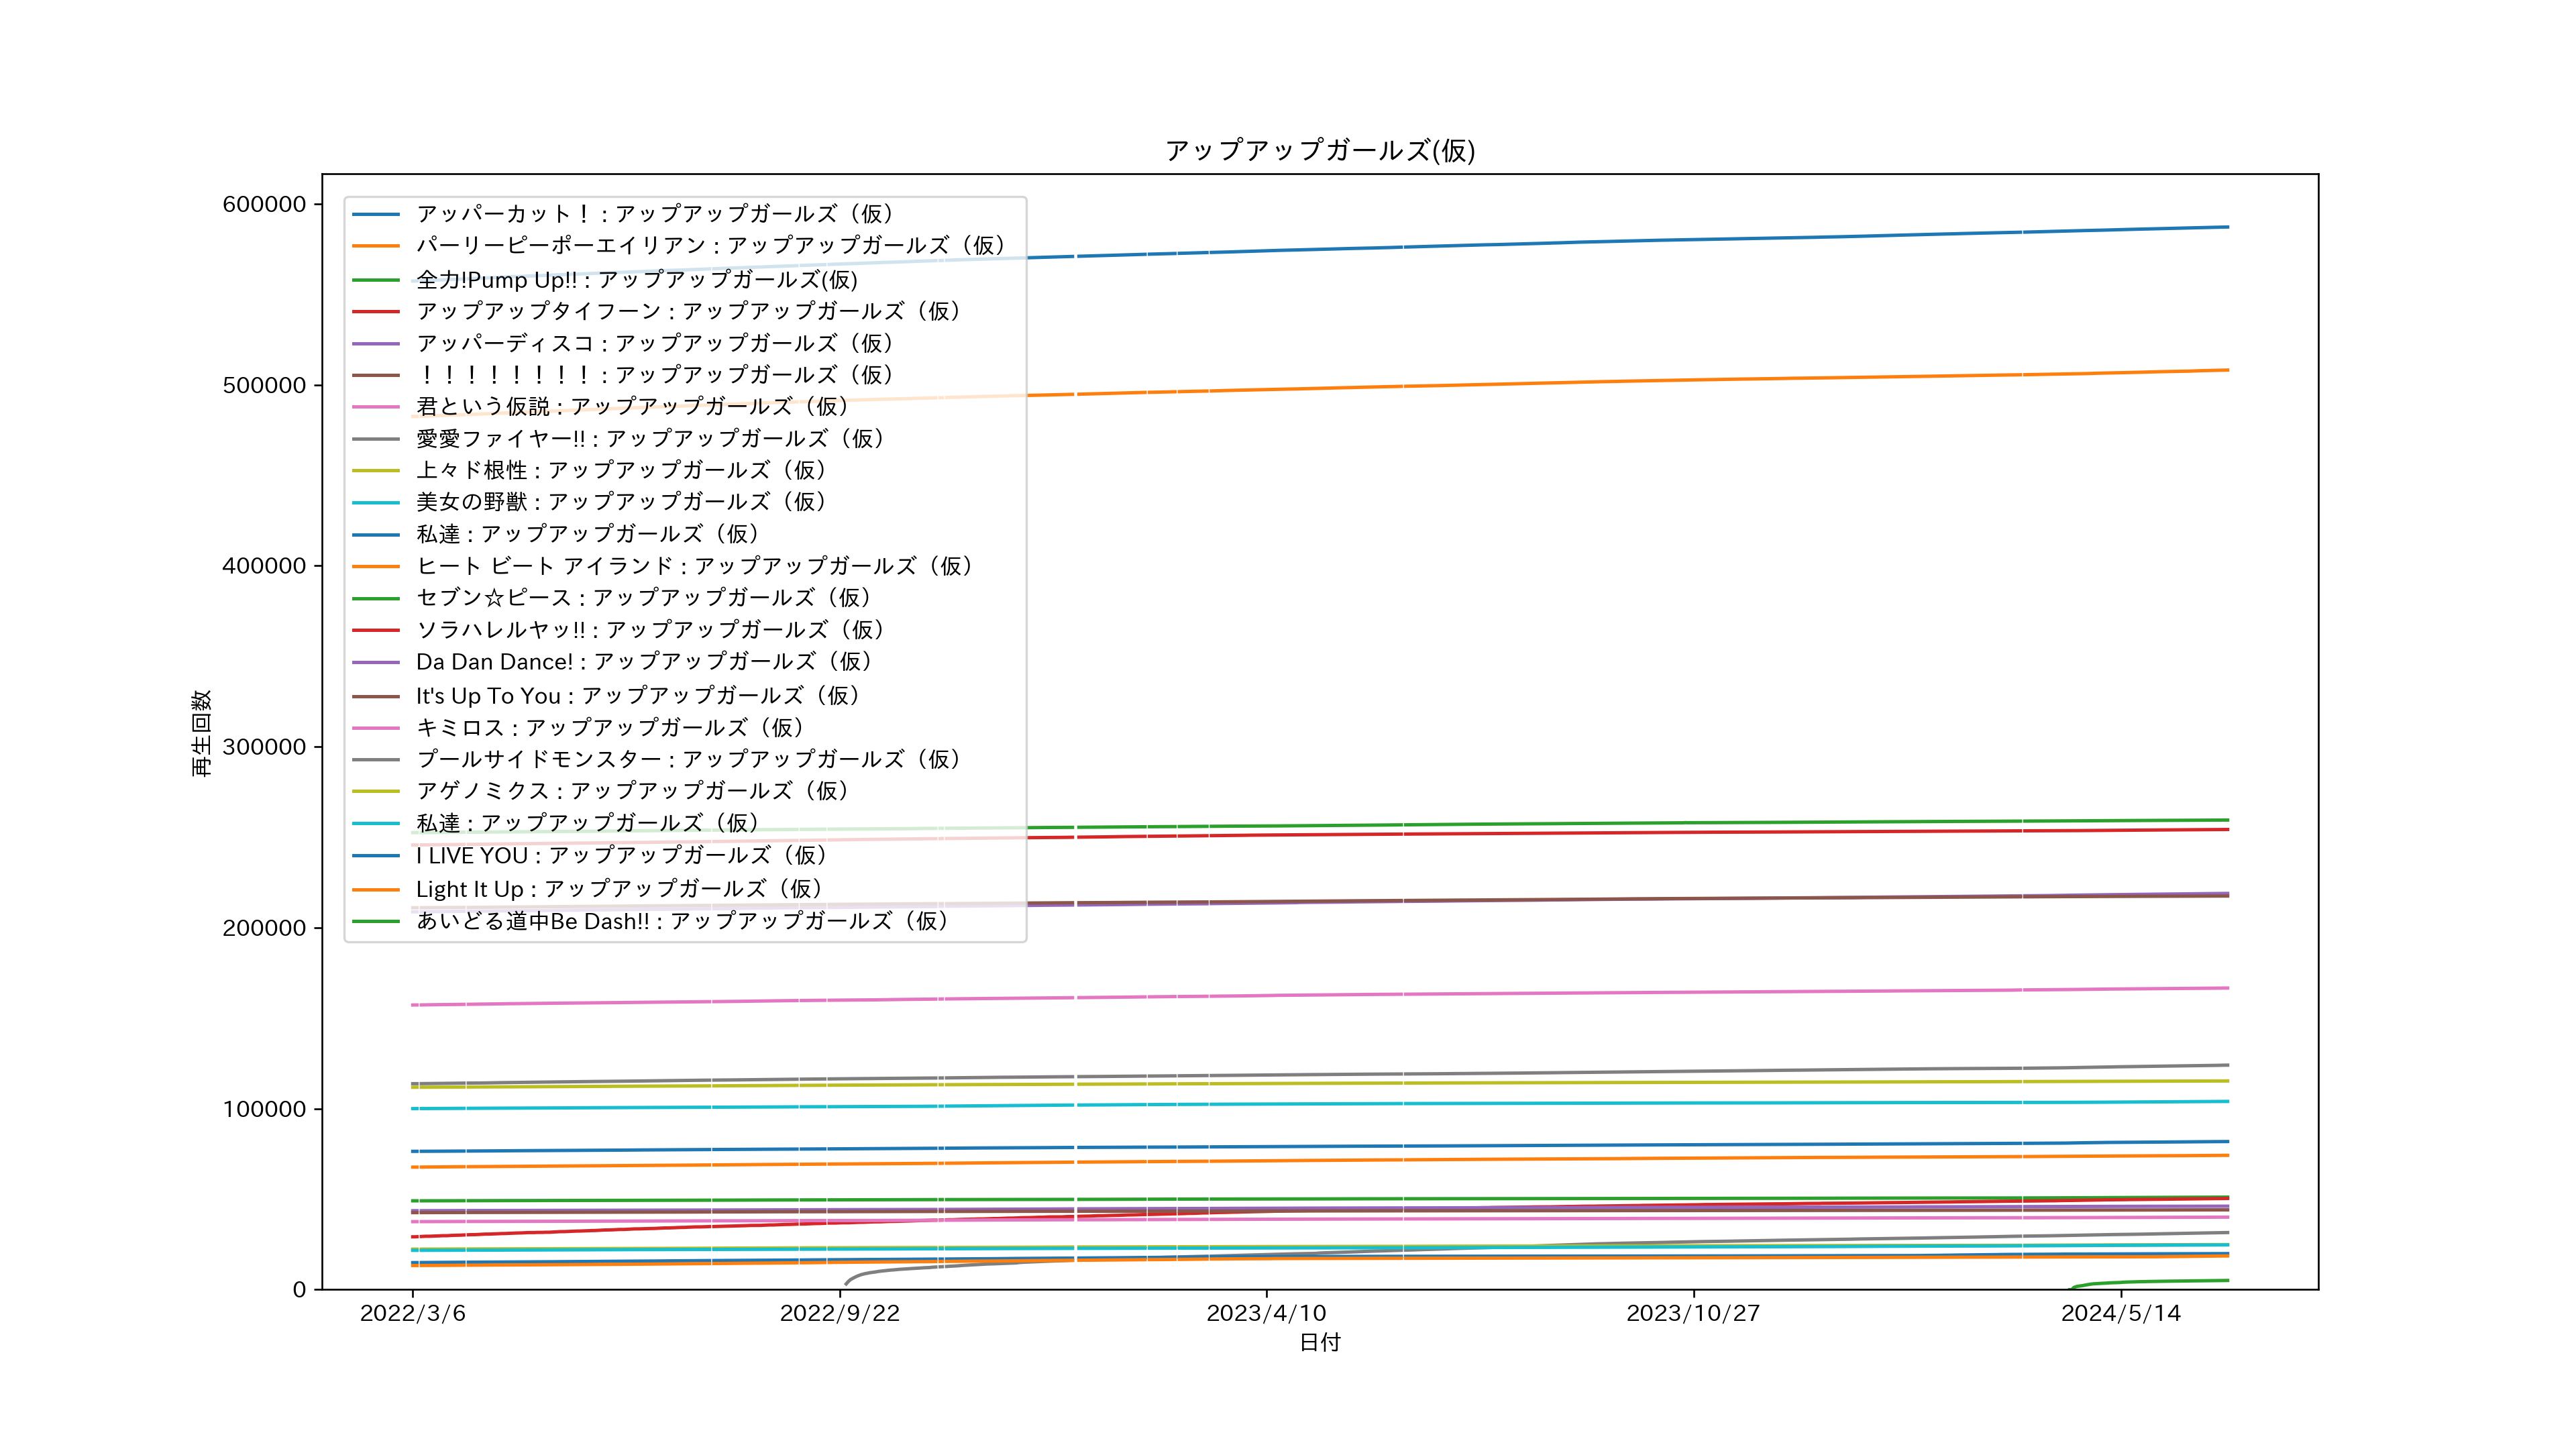 アップアップガールズ(仮)
600000
500000
400000
300000
200000
100000
0
再生回数
アッパーカット！ : アップアップガールズ（仮）
パーリーピーポーエイリアン : アップアップガールズ（仮）
全力!Pump Up!! : アップアップガールズ(仮)
アップアップタイフーン : アップアップガールズ（仮）
アッパーディスコ : アップアップガールズ（仮）
！！！！！！！！ : アップアップガールズ（仮）
君という仮説 : アップアップガールズ（仮）
愛愛ファイヤー!! : アップアップガールズ（仮）
上々ド根性 : アップアップガールズ（仮）
美女の野獣 : アップアップガールズ（仮）
私達 : アップアップガールズ（仮）
ヒート ビート アイランド : アップアップガールズ（仮）
セブン☆ピース : アップアップガールズ（仮）
ソラハレルヤッ!! : アップアップガールズ（仮）
Da Dan Dance! : アップアップガールズ（仮）
It's Up To You : アップアップガールズ（仮）
キミロス : アップアップガールズ（仮）
プールサイドモンスター : アップアップガールズ（仮）
アゲノミクス : アップアップガールズ（仮）
私達 : アップアップガールズ（仮）
I LIVE YOU : アップアップガールズ（仮）
Light It Up : アップアップガールズ（仮）
あいどる道中Be Dash!! : アップアップガールズ（仮）
2022/3/6
2022/9/22
2023/4/10
2023/10/27
2024/5/14
日付